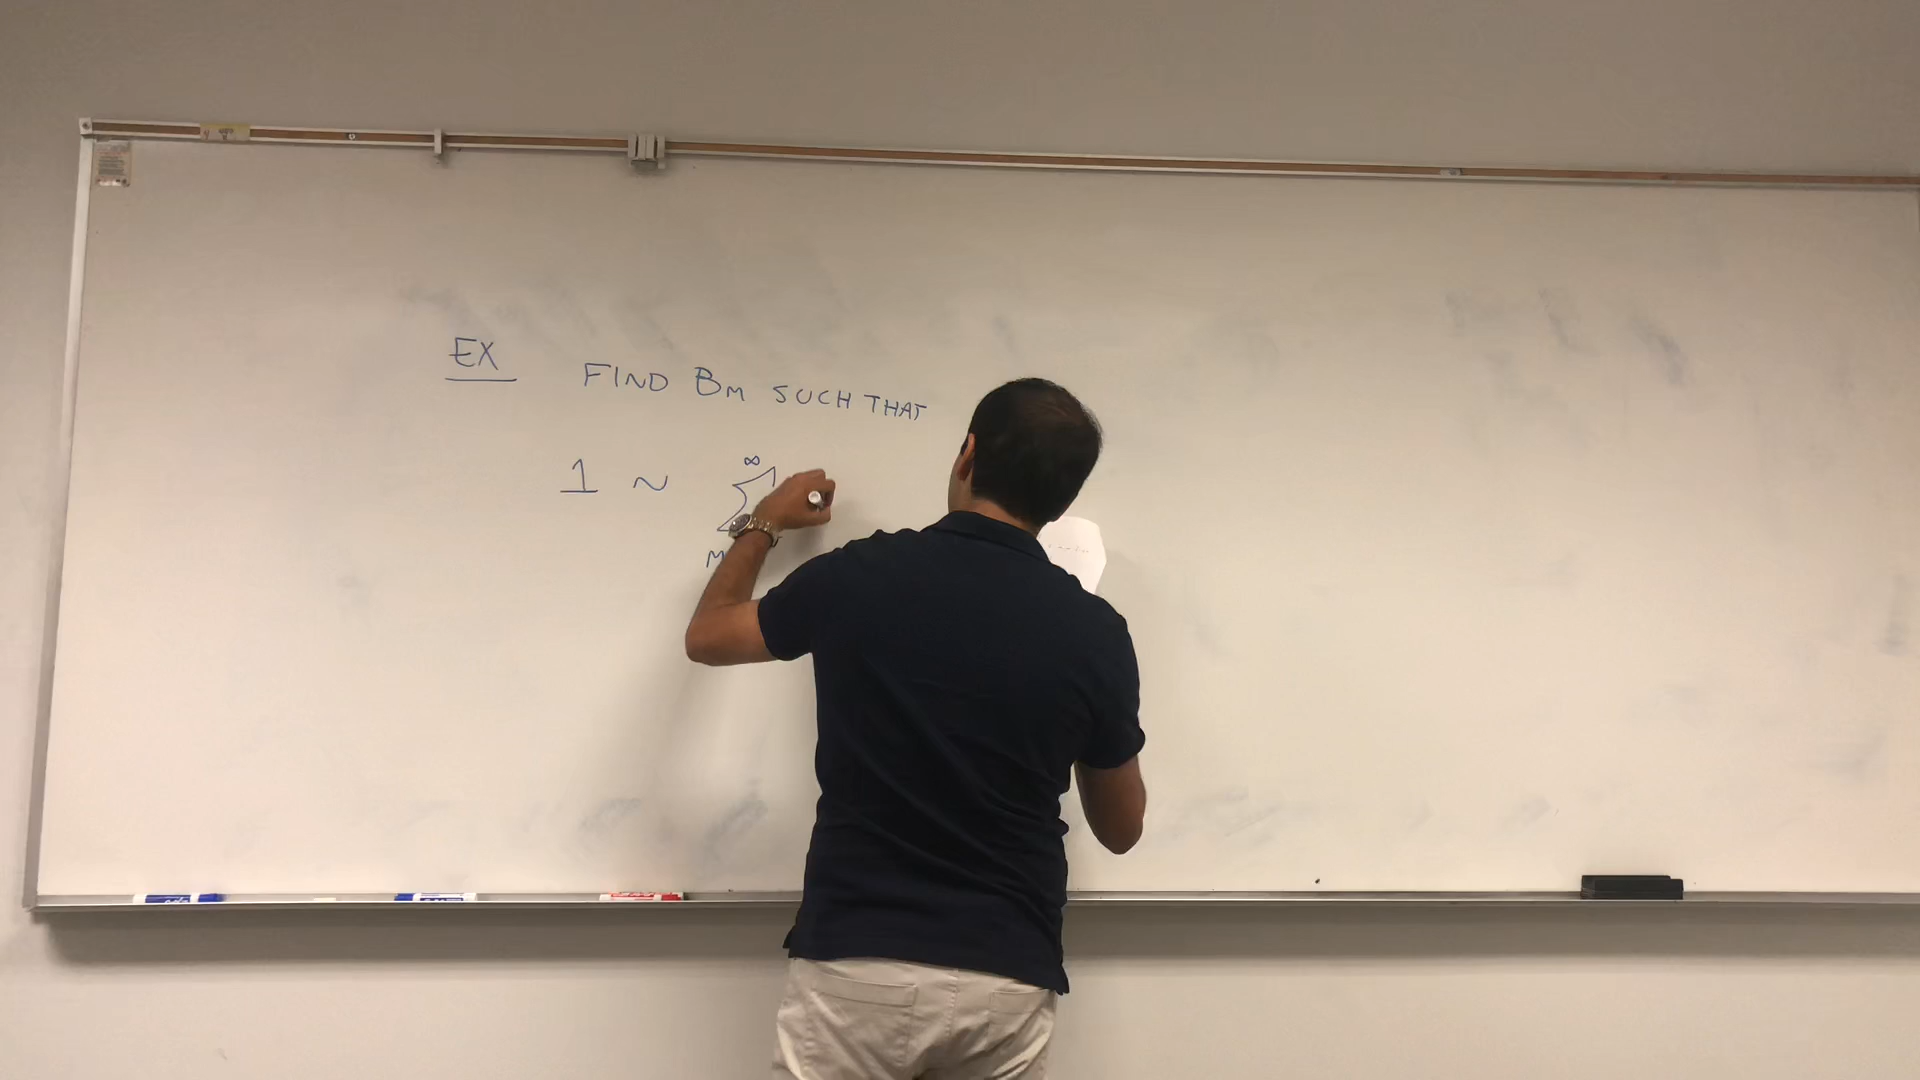 EX FIND BM SUCH THAT
1 ~ ∞ Σ
M